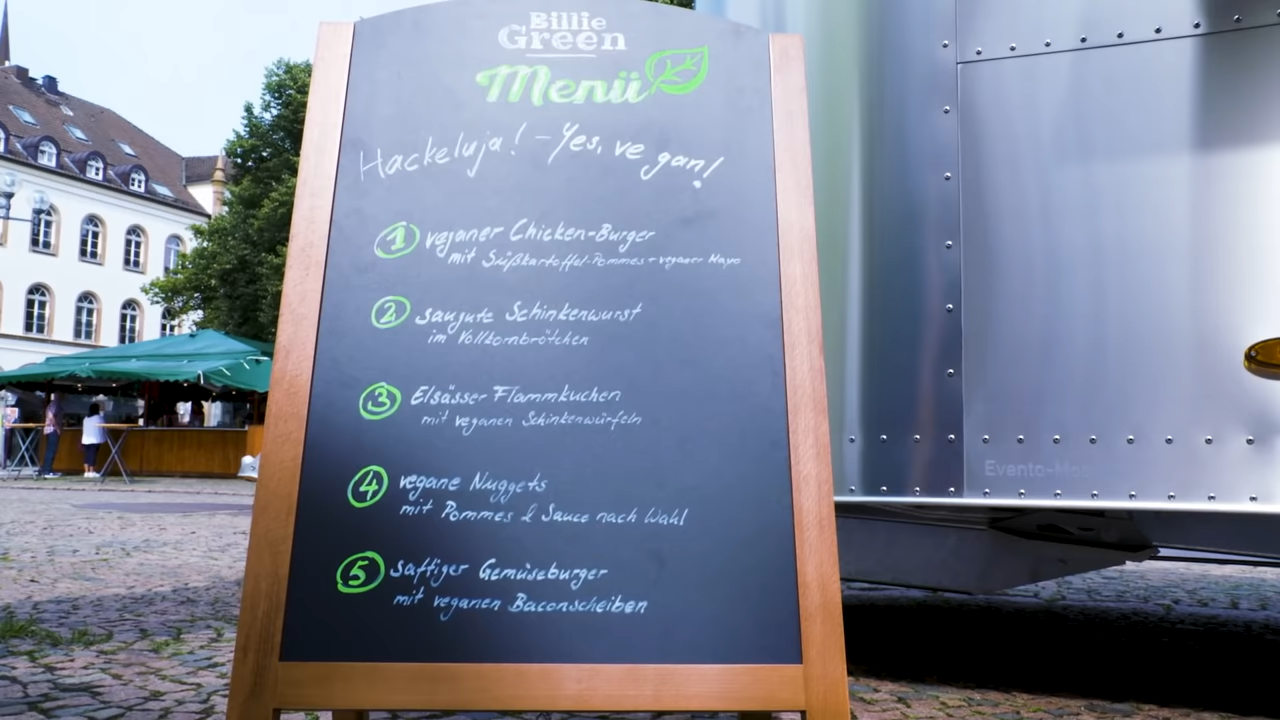 Billie
Green
Menü
Hackeluja! - Yes, ve gan!
1 veganer Chicken-Burger
mit Süßkartoffel-Pommes + veganer Mayo
2 saugute Schinkenwurst
im Vollkornbrötchen
3 Elsässer Flammkuchen
mit veganen Schinkenwürfeln
4 vegane Nuggets
mit Pommes & Sauce nach Wahl
5 saftiger Gemüseburger
mit veganen Baconscheiben